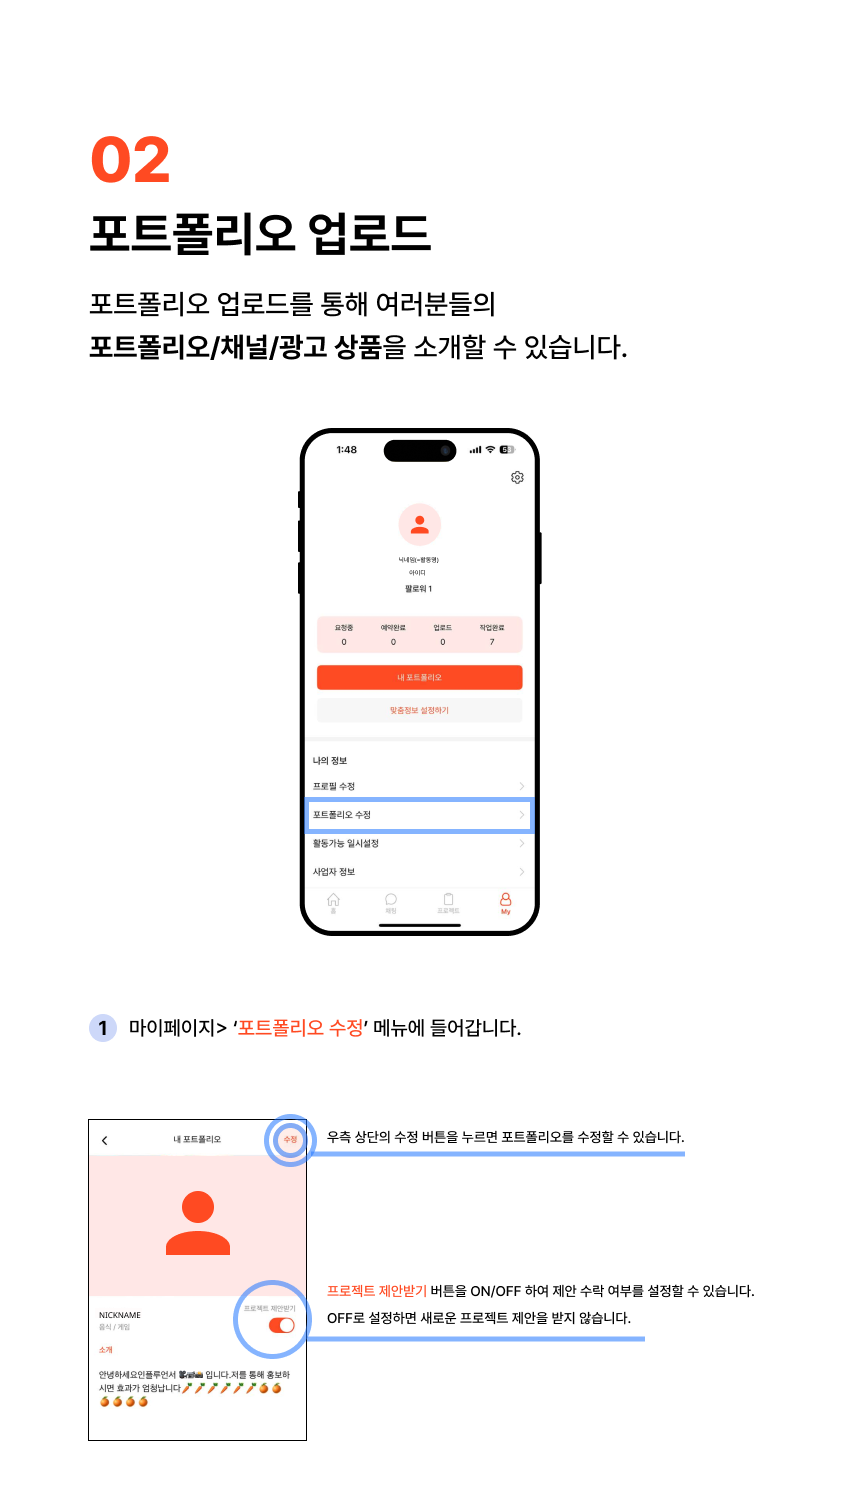 02
포트폴리오 업로드
포트폴리오 업로드를 통해 여러분들의
포트폴리오/채널/광고 상품을 소개할 수 있습니다.
1:48
닉네임(=활동명)
아이디
팔로워 1
요청중 예약완료 업로드 작업완료
0 0 0 7
내 포트폴리오
맞춤정보 설정하기
나의 정보
프로필 수정
포트폴리오 수정
활동가능 일시설정
사업자 정보
홈 채팅 프로젝트 My
1 마이페이지> ‘포트폴리오 수정’ 메뉴에 들어갑니다.
내 포트폴리오 수정
우측 상단의 수정 버튼을 누르면 포트폴리오를 수정할 수 있습니다.
프로젝트 제안받기 버튼을 ON/OFF 하여 제안 수락 여부를 설정할 수 있습니다.
OFF로 설정하면 새로운 프로젝트 제안을 받지 않습니다.
프로젝트 제안받기
NICKNAME
음식 / 게임
소개
안녕하세요인플루언서 입니다.저를 통해 홍보하
시면 효과가 엄청납니다🥕🥕🥕🥕🥕🥕🍊🍊
🍊🍊🍊🍊